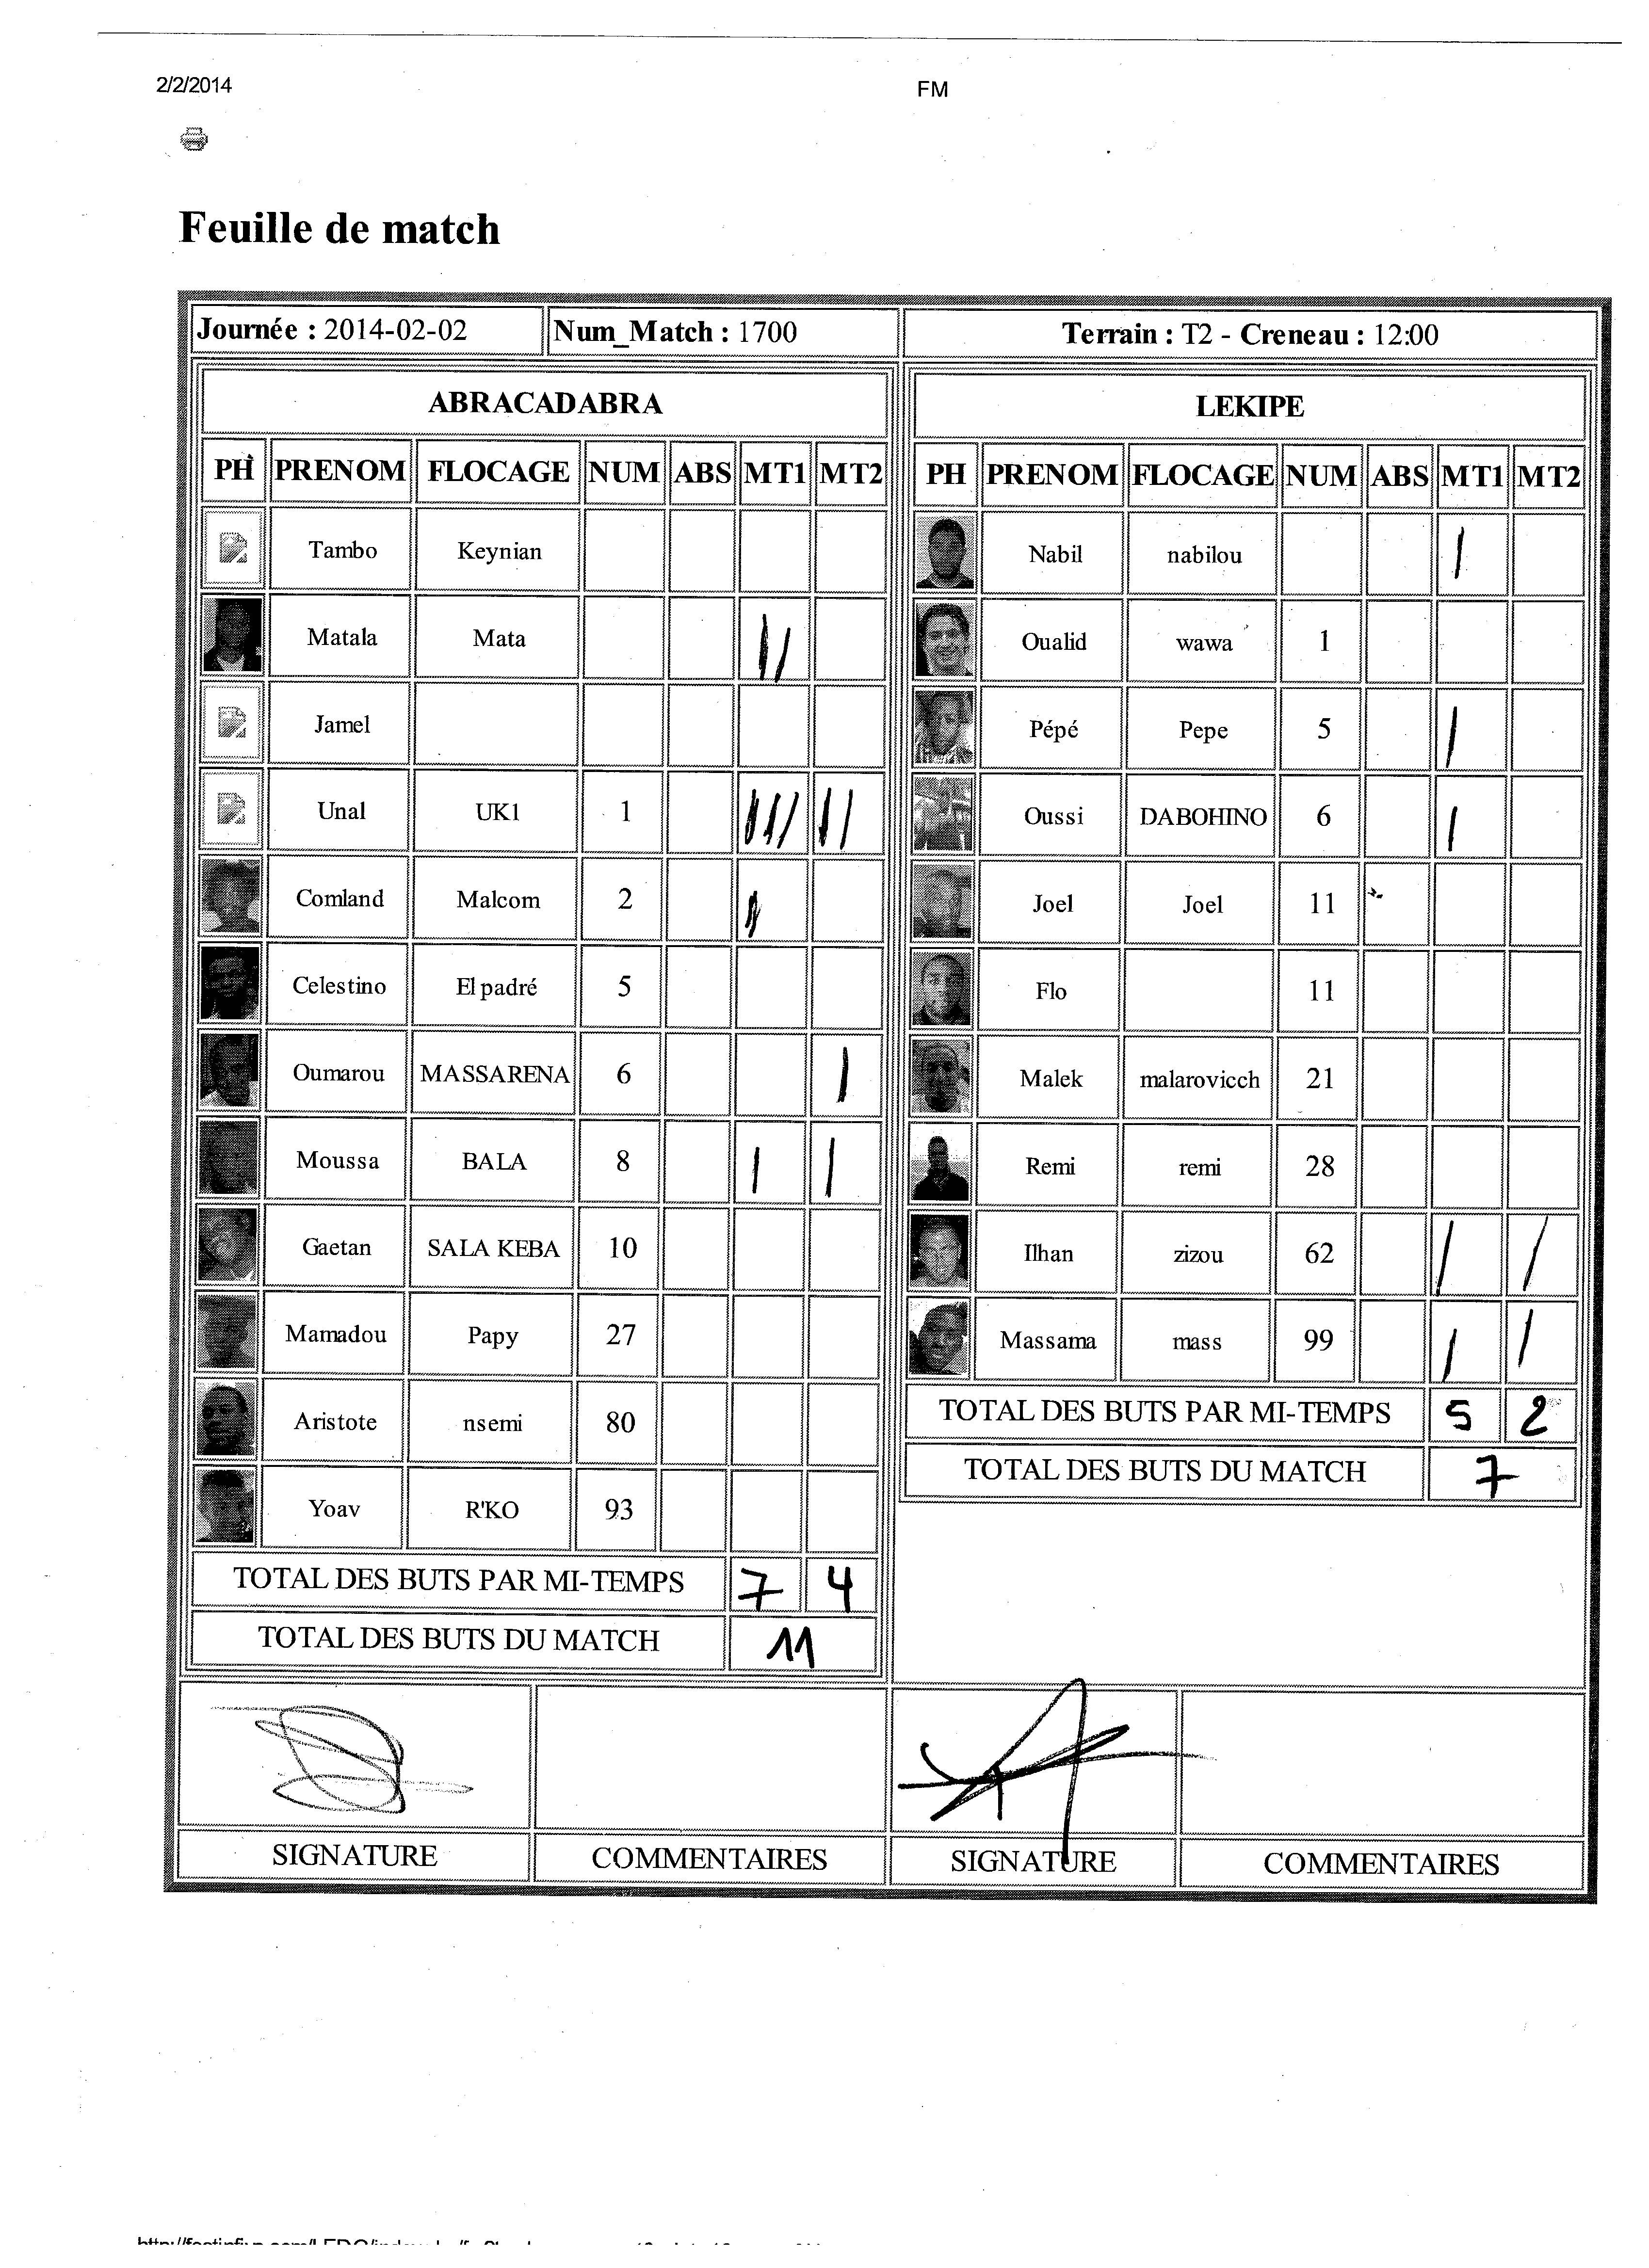 2/2/2014
FM
Feuille de match
Journée : 2014-02-02
Num_Match : 1700
Terrain : T2 - Creneau : 12:00
ABRACADABRA
PH PRENOM FLOCAGE NUM ABS MT1 MT2
Tambo Keynian
Matala Mata
Jamel
Unal UK1 1
Comland Malcom 2
Celestino El padré 5
Oumarou MASSARENA 6
Moussa BALA 8
Gaetan SALA KEBA 10
Mamadou Papy 27
Aristote nsemi 80
Yoav R'KO 93
TOTAL DES BUTS PAR MI-TEMPS 7 4
TOTAL DES BUTS DU MATCH 11
LEKIPE
PH PRENOM FLOCAGE NUM ABS MT1 MT2
Nabil nabilou
Oualid wawa 1
Pépé Pepe 5
Oussi DABOHINO 6
Joel Joel 11
Flo 11
Malek malarovicch 21
Remi remi 28
Ilhan zizou 62
Massama mass 99
TOTAL DES BUTS PAR MI-TEMPS 5 2
TOTAL DES BUTS DU MATCH 7
SIGNATURE COMMENTAIRES SIGNATURE COMMENTAIRES